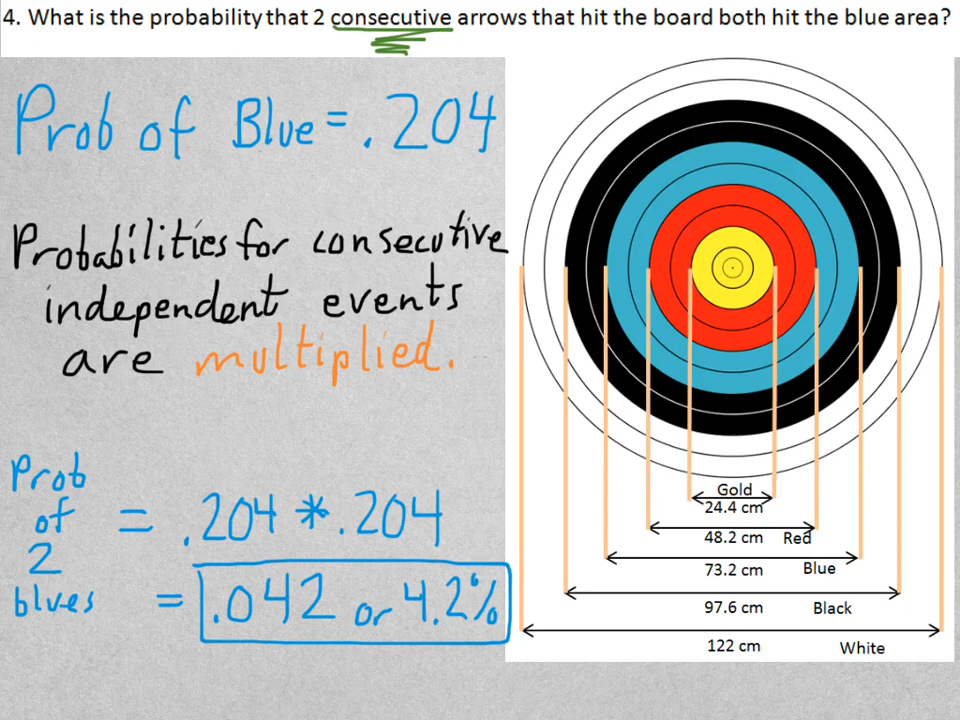 4. What is the probability that 2 consecutive arrows that hit the board both hit the blue area?
Prob of Blue = .204
Probabilities for consecutive
independent events
are multiplied.
Prob
of
2
blues
= .204 * .204
= .042 or 4.2%
Gold
24.4 cm
48.2 cm Red
73.2 cm Blue
97.6 cm Black
122 cm White